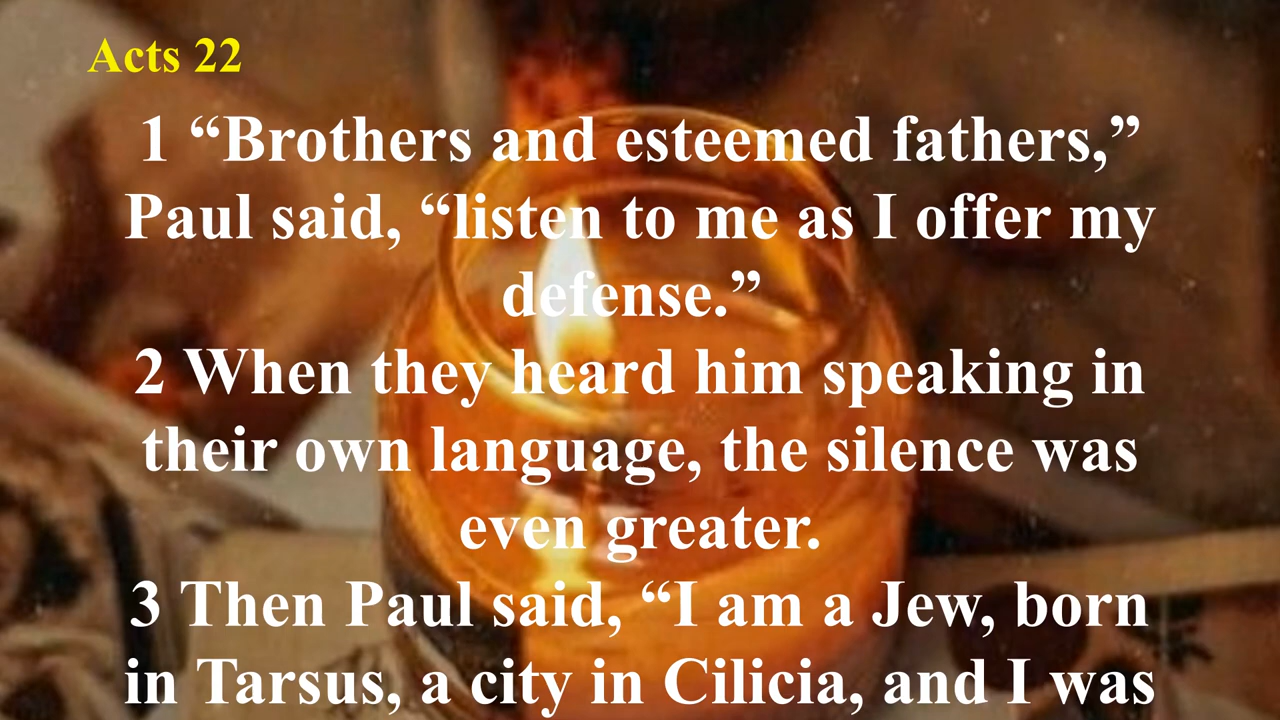 Acts 22
1 “Brothers and esteemed fathers,”
Paul said, “listen to me as I offer my
defense.”
2 When they heard him speaking in
their own language, the silence was
even greater.
3 Then Paul said, “I am a Jew, born
in Tarsus, a city in Cilicia, and I was